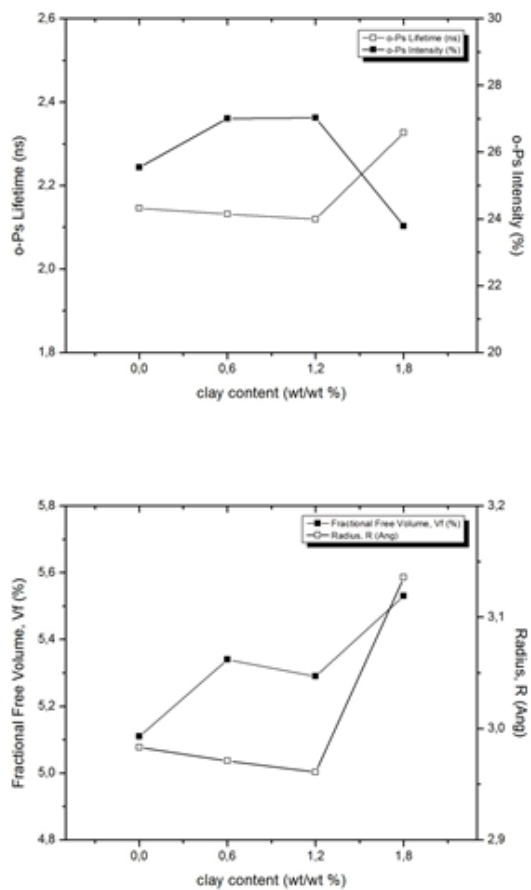 2,6
2,4
2,2
2,0
1,8
o-Ps Lifetime (ns)
30
28
26
24
22
20
o-Ps Intensity (%)
o-Ps Lifetime (ns)
o-Ps Intensity (%)
0,0 0,6 1,2 1,8
clay content (wt/wt %)
5,8
5,6
5,4
5,2
5,0
4,8
Fractional Free Volume, Vf (%)
3,2
3,1
3,0
2,9
Radius, R (Ang)
Fractional Free Volume, Vf (%)
Radius, R (Ang)
0,0 0,6 1,2 1,8
clay content (wt/wt %)